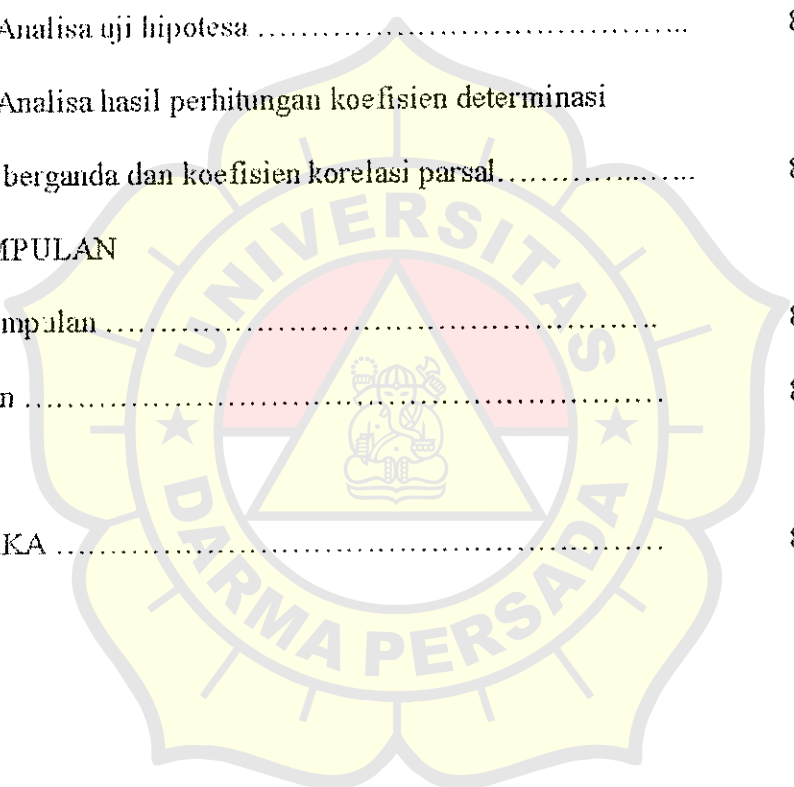 Analisa uji hipotesa ……………………………………..
Analisa hasil perhitungan koefisien determinasi
berganda dan koefisien korelasi parsal…………………..
MPULAN
mpulan ………………………………………………….
n …………………………………………………………
KA ………………………………………………………
UNIVERSITAS
DARMA PERSADA